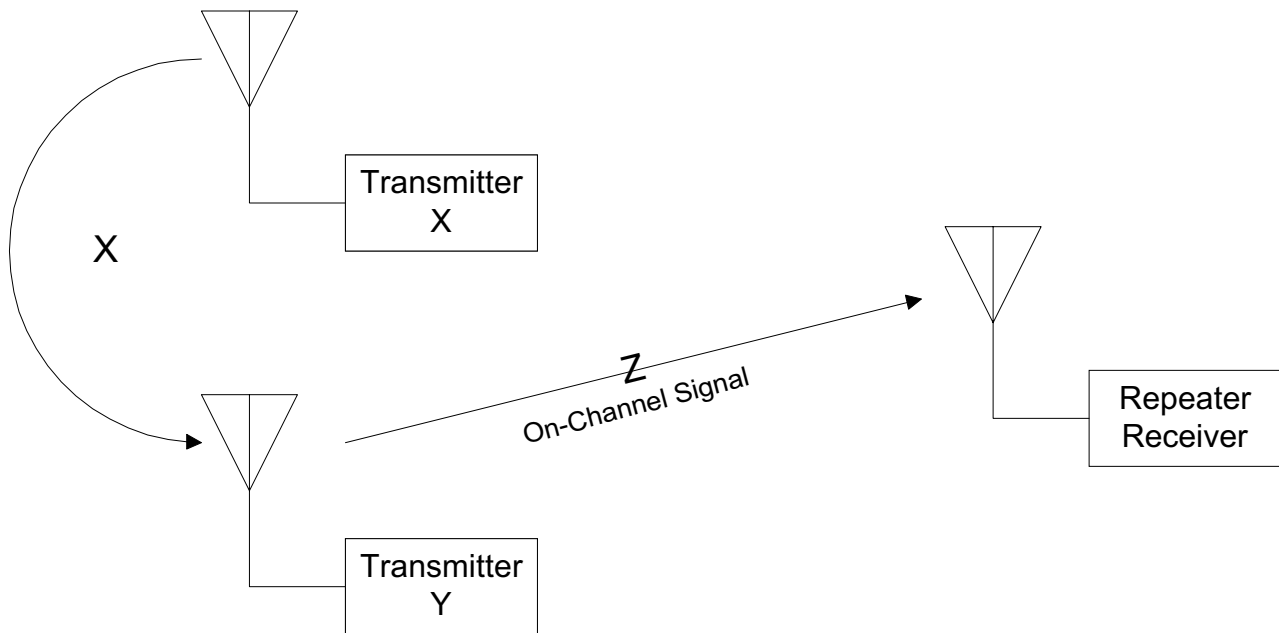 Transmitter
X
X
Z
On-Channel Signal
Repeater
Receiver
Transmitter
Y